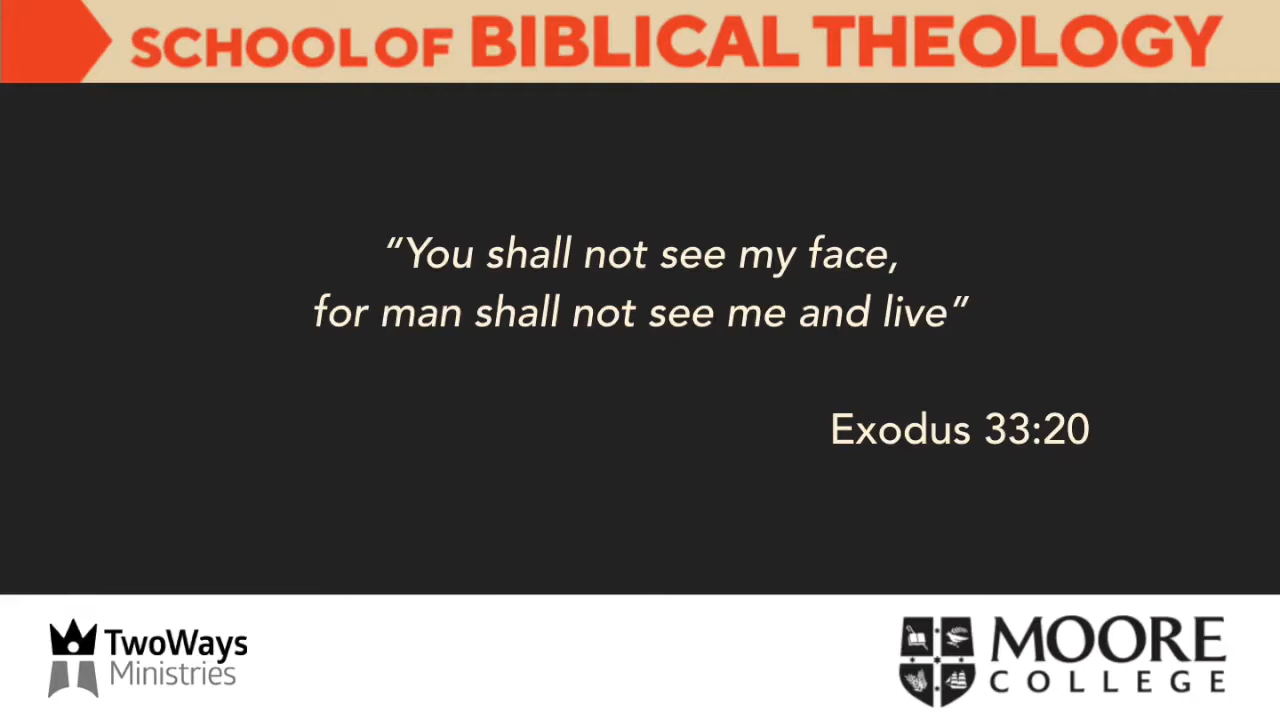 SCHOOL OF BIBLICAL THEOLOGY
“You shall not see my face,
for man shall not see me and live”
Exodus 33:20
TwoWays
Ministries
MOORE
COLLEGE